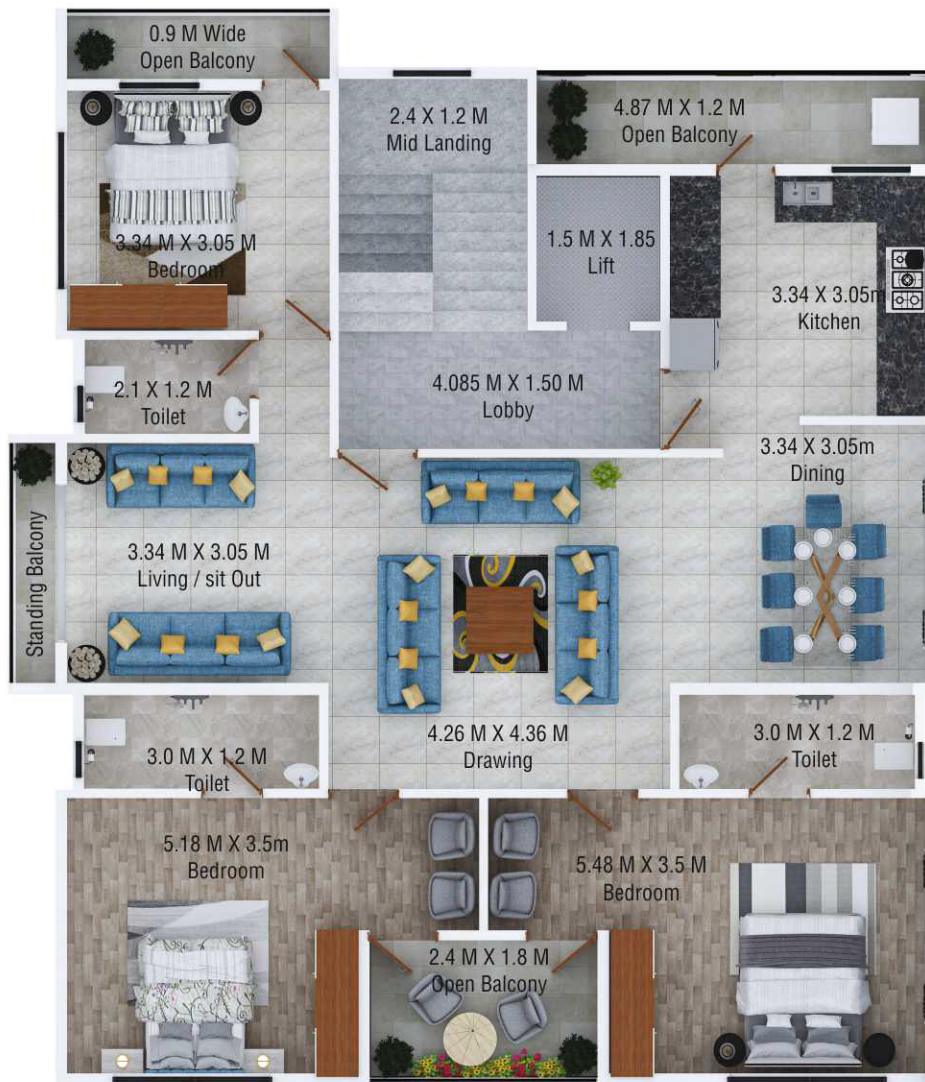 0.9 M Wide
Open Balcony
2.4 X 1.2 M
Mid Landing
4.87 M X 1.2 M
Open Balcony
3.34 M X 3.05 M
Bedroom
1.5 M X 1.85
Lift
3.34 X 3.05m
Kitchen
2.1 X 1.2 M
Toilet
4.085 M X 1.50 M
Lobby
3.34 X 3.05m
Dining
Standing Balcony
3.34 M X 3.05 M
Living / sit Out
3.0 M X 1.2 M
Toilet
4.26 M X 4.36 M
Drawing
3.0 M X 1.2 M
Toilet
5.18 M X 3.5m
Bedroom
5.48 M X 3.5 M
Bedroom
2.4 M X 1.8 M
Open Balcony